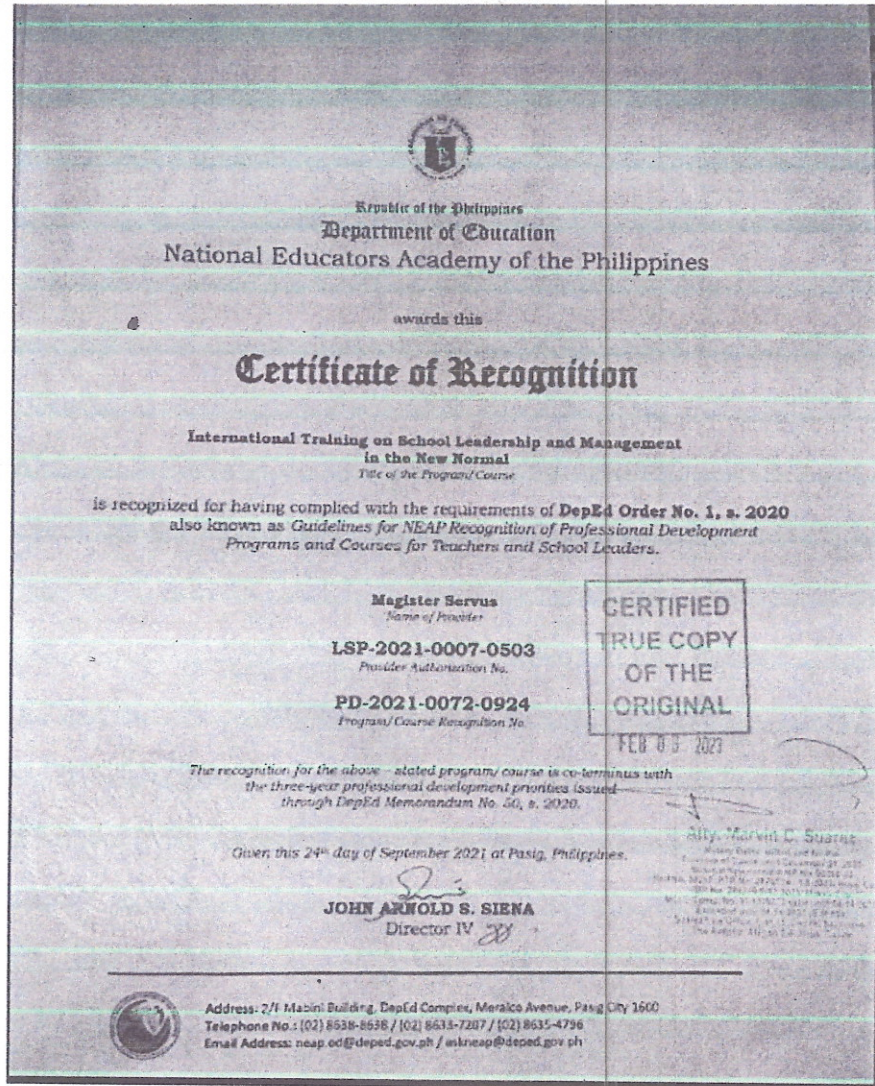 Republic of the Philippines
Department of Education
National Educators Academy of the Philippines
awards this
Certificate of Recognition
International Training on School Leadership and Management
in the New Normal
Title of the Program/Course
is recognized for having complied with the requirements of DepEd Order No. 1, s. 2020
also known as Guidelines for NEAP Recognition of Professional Development
Programs and Courses for Teachers and School Leaders.
Magister Servus
Name of Provider
LSP-2021-0007-0503
Provider Authorization No.
PD-2021-0072-0924
Program/Course Recognition No.
CERTIFIED
TRUE COPY
OF THE
ORIGINAL
FEB 2023
The recognition for the above – stated program/course is co-terminus with
the three-year professional development priorities issued
through DepEd Memorandum No. 50, s. 2020.
Atty. Marvin C.
Given this 24th day of September 2021 at Pasig, Philippines.
JOHN ARNOLD S. SIENA
Director IV
Address: 2/F Mabini Building, DepEd Complex, Meralco Avenue, Pasig City 1600
Telephone No.: (02) 8638-8638 / (02) 8633-7207 / (02) 8635-4796
Email Address: neap.od@deped.gov.ph / askneap@deped.gov.ph